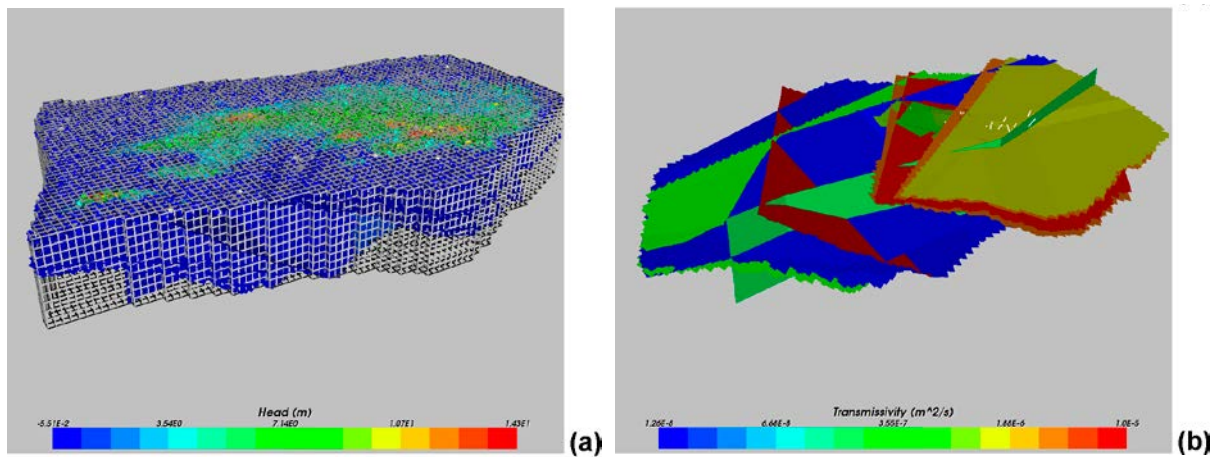 Head (m)
-5.51E-2 3.54E0 7.14E0 1.07E1 1.43E1
(a)
Transmissivity (m^2/s)
1.26E-8 6.68E-8 3.55E-7 1.88E-6 1.0E-5
(b)